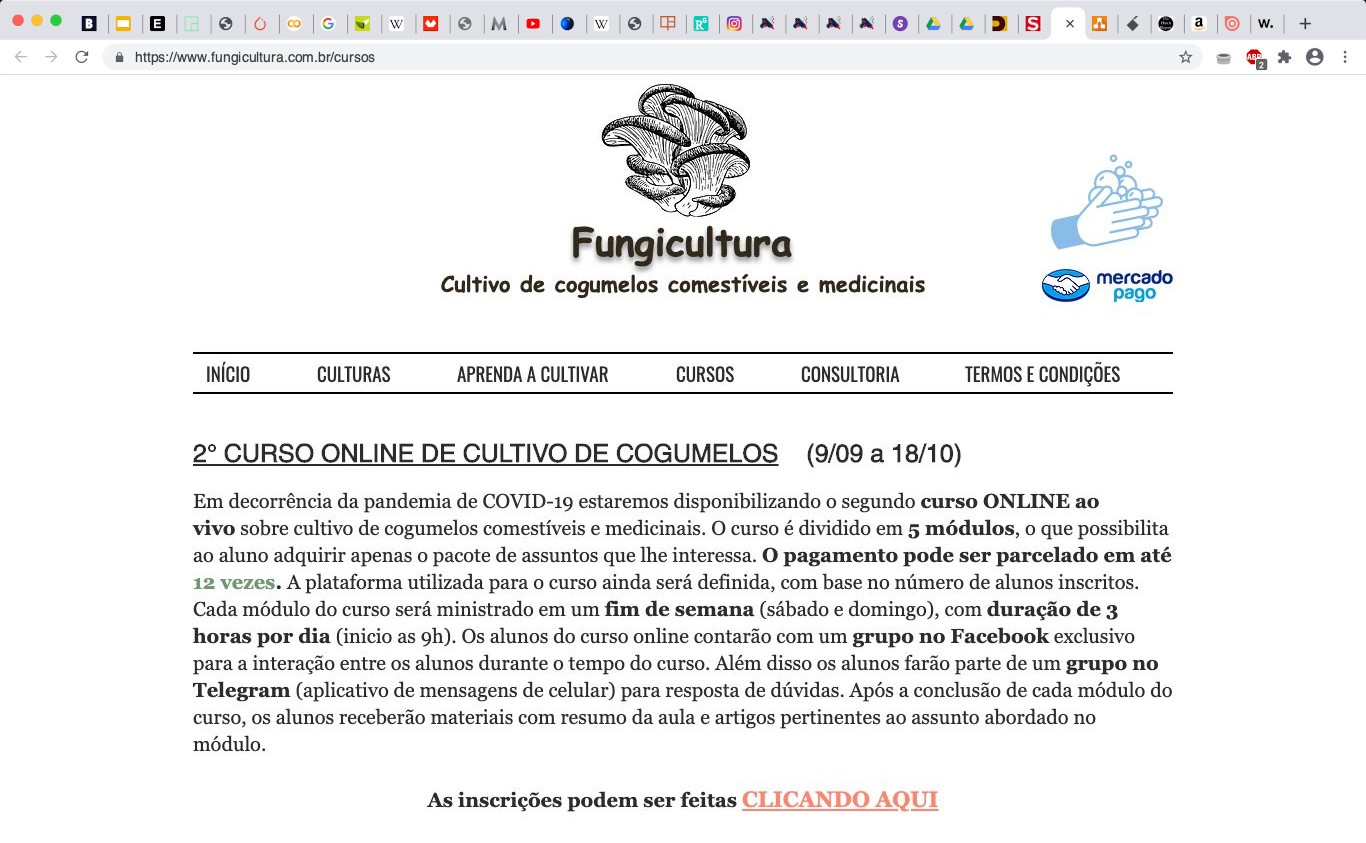 https://www.fungicultura.com.br/cursos
Fungicultura
Cultivo de cogumelos comestíveis e medicinais
mercado
pago
INÍCIO CULTURAS APRENDA A CULTIVAR CURSOS CONSULTORIA TERMOS E CONDIÇÕES
2° CURSO ONLINE DE CULTIVO DE COGUMELOS (9/09 a 18/10)
Em decorrência da pandemia de COVID-19 estaremos disponibilizando o segundo curso ONLINE ao
vivo sobre cultivo de cogumelos comestíveis e medicinais. O curso é dividido em 5 módulos, o que possibilita
ao aluno adquirir apenas o pacote de assuntos que lhe interessa. O pagamento pode ser parcelado em até
12 vezes. A plataforma utilizada para o curso ainda será definida, com base no número de alunos inscritos.
Cada módulo do curso será ministrado em um fim de semana (sábado e domingo), com duração de 3
horas por dia (inicio as 9h). Os alunos do curso online contarão com um grupo no Facebook exclusivo
para a interação entre os alunos durante o tempo do curso. Além disso os alunos farão parte de um grupo no
Telegram (aplicativo de mensagens de celular) para resposta de dúvidas. Após a conclusão de cada módulo do
curso, os alunos receberão materiais com resumo da aula e artigos pertinentes ao assunto abordado no
módulo.
As inscrições podem ser feitas CLICANDO AQUI